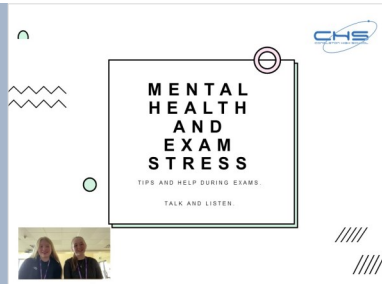 CHS
MENTAL
HEALTH
AND
EXAM
STRESS
TIPS AND HELP DURING EXAMS.
TALK AND LISTEN.